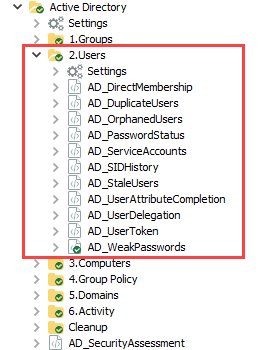 Active Directory
Settings
1.Groups
2.Users
Settings
AD_DirectMembership
AD_DuplicateUsers
AD_OrphanedUsers
AD_PasswordStatus
AD_ServiceAccounts
AD_SIDHistory
AD_StaleUsers
AD_UserAttributeCompletion
AD_UserDelegation
AD_UserToken
AD_WeakPasswords
3.Computers
4.Group Policy
5.Domains
6.Activity
Cleanup
AD_SecurityAssessment